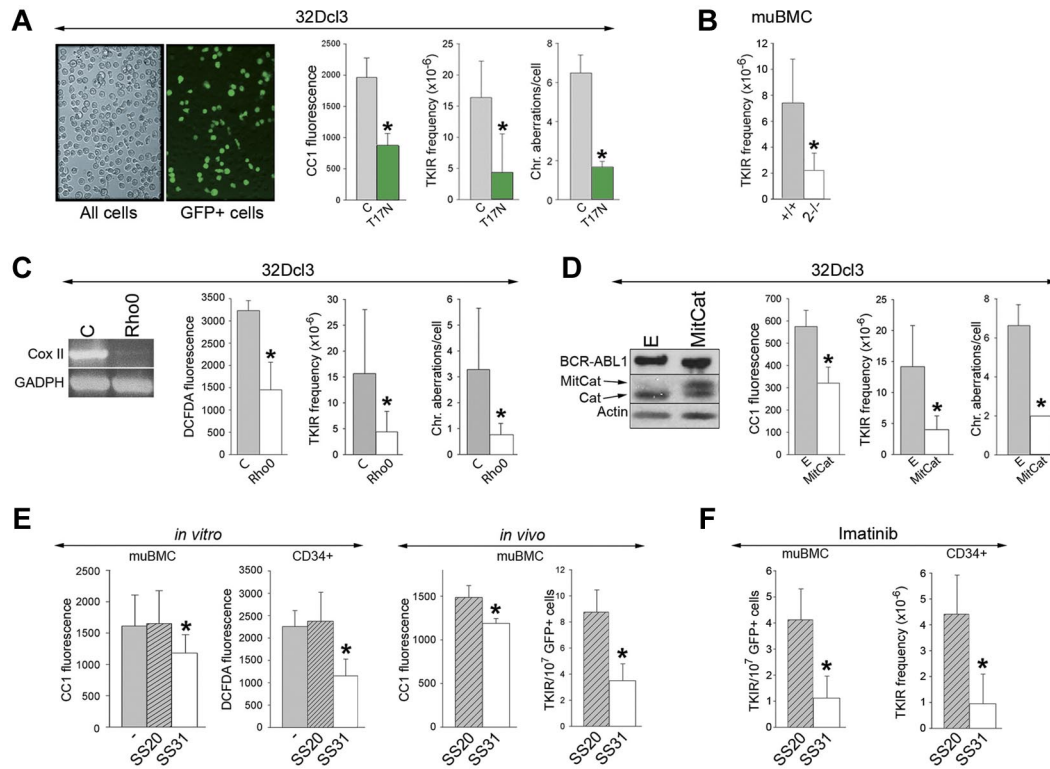 A
32Dcl3
All cells
GFP+ cells
CC1 fluorescence
2500
2000
1500
1000
500
0
*
C
T17N
TKIR frequency (x10-6)
25
20
15
10
5
0
*
C
T17N
Chr. aberrations/cell
8
6
4
2
0
*
C
T17N
B
muBMC
TKIR frequency (x10-6)
12
10
8
6
4
2
0
*
+/+
2-/-
C
32Dcl3
C
Rho0
Cox II
GADPH
DCFDA fluorescence
3500
3000
2500
2000
1500
1000
500
0
*
C
Rho0
TKIR frequency (x10-6)
30
25
20
15
10
5
0
*
C
Rho0
Chr. aberrations/cell
6
5
4
3
2
1
0
*
C
Rho0
D
32Dcl3
E
MitCat
BCR-ABL1
MitCat
Cat
Actin
CC1 fluorescence
700
600
500
400
300
200
100
0
*
E
MitCat
TKIR frequency (x10-6)
25
20
15
10
5
0
*
E
MitCat
Chr. aberrations/cell
8
6
4
2
0
*
E
MitCat
E
in vitro
muBMC
CC1 fluorescence
2500
2000
1500
1000
500
0
*
-
SS20
SS31
CD34+
DCFDA fluorescence
3500
3000
2500
2000
1500
1000
500
0
*
-
SS20
SS31
in vivo
muBMC
CC1 fluorescence
1500
1000
500
0
*
SS20
SS31
TKIR/10⁷ GFP+ cells
12
10
8
6
4
2
0
*
SS20
SS31
F
Imatinib
muBMC
TKIR/10⁷ GFP+ cells
6
5
4
3
2
1
0
*
SS20
SS31
CD34+
TKIR frequency (x10-6)
6
5
4
3
2
1
0
*
SS20
SS31